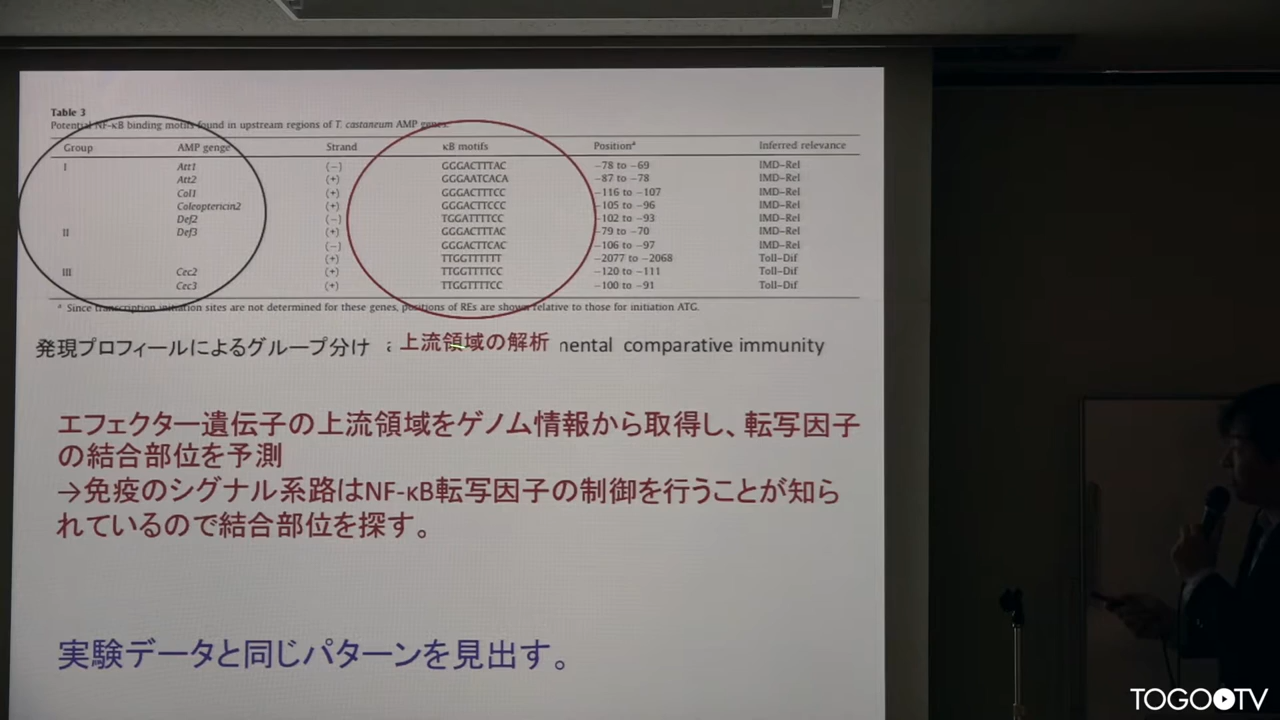 Table 3
Potential NF-κB binding motifs found in upstream regions of T. castaneum AMP genes.
Group AMP genge Strand κB motifs Positionᵃ Inferred relevance
I Att1 (−) GGGACTTTAC −78 to −69 IMD-Rel
Att2 (+) GGGAATCACA −87 to −78 IMD-Rel
Col1 (+) GGGACTTTCC −116 to −107 IMD-Rel
Coleoptericin2 (+) GGGACTTCCC −105 to −96 IMD-Rel
Def2 (−) TGGATTTTCC −102 to −93 IMD-Rel
II Def3 (+) GGGACTTTAC −79 to −70 IMD-Rel
(−) GGGACTTCAC −106 to −97 IMD-Rel
(+) TTGGTTTTTT −2077 to −2068 Toll-Dif
III Cec2 (+) TTGGTTTTCC −120 to −111 Toll-Dif
Cec3 (+) TTGGTTTTCC −100 to −91 Toll-Dif
ᵃ Since transcription initiation sites are not determined for these genes, positions of REs are shown relative to those for initiation ATG.
発現プロフィールによるグループ分け 上流領域の解析 mental comparative immunity
エフェクター遺伝子の上流領域をゲノム情報から取得し、転写因子
の結合部位を予測
→免疫のシグナル系路はNF-κB転写因子の制御を行うことが知ら
れているので結合部位を探す。
実験データと同じパターンを見出す。
TOGOTV